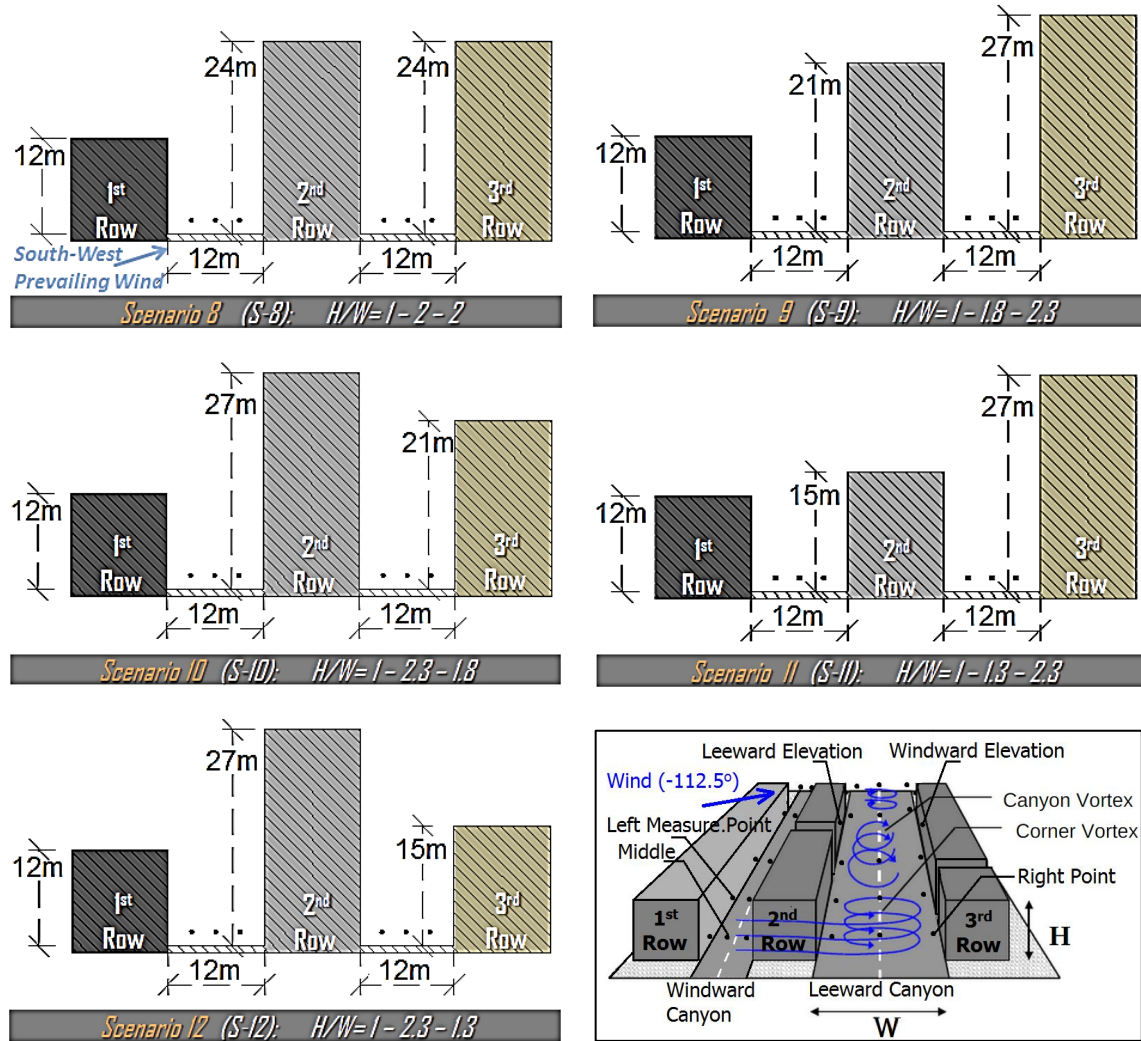 24m
24m
12m
1st
Row
2nd
Row
3rd
Row
South-West
Prevailing Wind
12m
12m
Scenario 8 (S-8): H/W= 1 - 2 - 2
27m
21m
12m
1st
Row
2nd
Row
3rd
Row
12m
12m
Scenario 9 (S-9): H/W= 1 - 1.8 - 2.3
27m
21m
12m
1st
Row
2nd
Row
3rd
Row
12m
12m
Scenario 10 (S-10): H/W= 1 - 2.3 - 1.8
27m
15m
12m
1st
Row
2nd
Row
3rd
Row
12m
12m
Scenario 11 (S-11): H/W= 1 - 1.3 - 2.3
27m
15m
12m
1st
Row
2nd
Row
3rd
Row
12m
12m
Scenario 12 (S-12): H/W= 1 - 2.3 - 1.3
Leeward Elevation
Windward Elevation
Wind (-112.5º)
Canyon Vortex
Left Measure.Point
Corner Vortex
Middle
Right Point
1st
Row
2nd
Row
3rd
Row
H
Windward
Canyon
Leeward Canyon
W